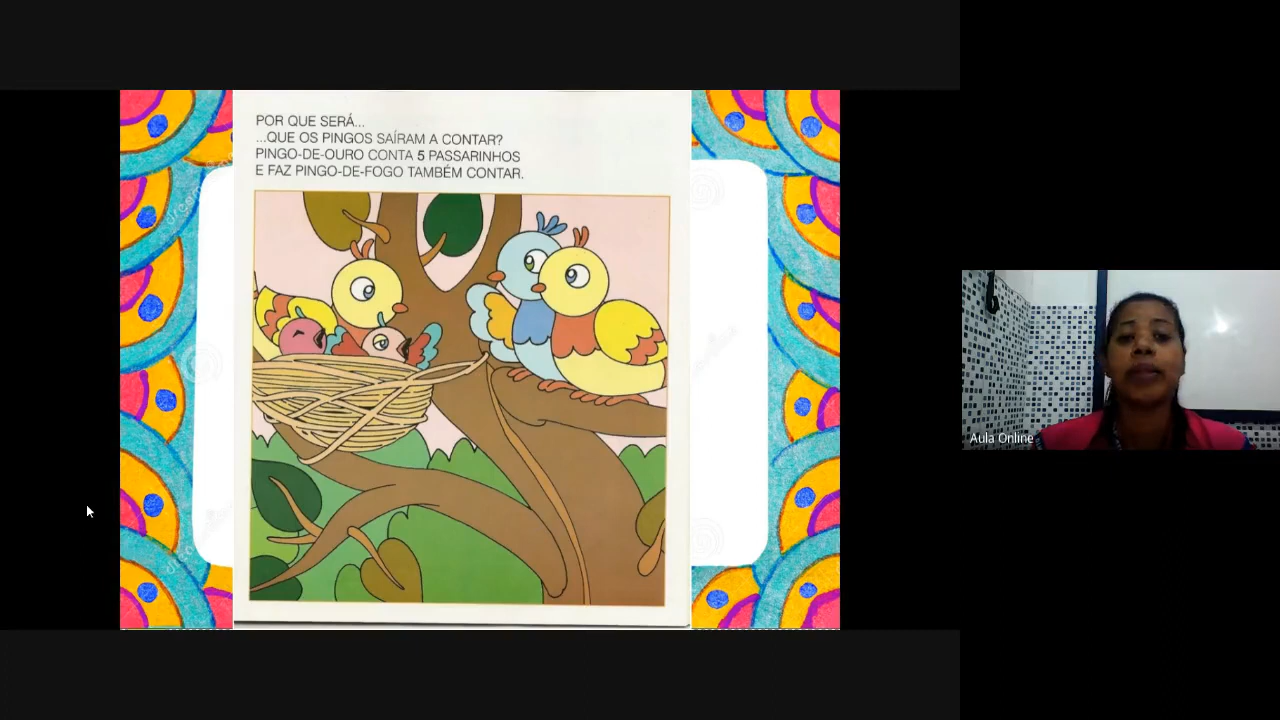 POR QUE SERÁ...
...QUE OS PINGOS SAÍRAM A CONTAR?
PINGO-DE-OURO CONTA 5 PASSARINHOS
E FAZ PINGO-DE-FOGO TAMBÉM CONTAR.
Aula Online